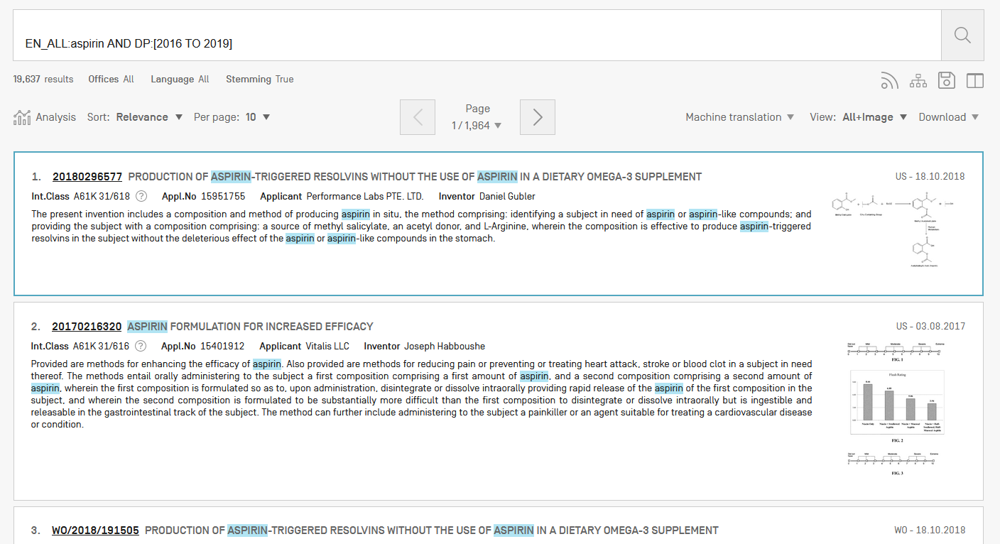 EN_ALL:aspirin AND DP:[2016 TO 2019]
19,637 results Offices All Language All Stemming True
Analysis Sort: Relevance ▼ Per page: 10 ▼
Page
1 / 1,964 ▼
Machine translation ▼ View: All+Image ▼ Download ▼
1. 20180296577 PRODUCTION OF ASPIRIN-TRIGGERED RESOLVINS WITHOUT THE USE OF ASPIRIN IN A DIETARY OMEGA-3 SUPPLEMENT US - 18.10.2018
Int.Class A61K 31/618 ? Appl.No 15951755 Applicant Performance Labs PTE. LTD. Inventor Daniel Gubler
The present invention includes a composition and method of producing aspirin in situ, the method comprising: identifying a subject in need of aspirin or aspirin-like compounds; and
providing the subject with a composition comprising: a source of methyl salicylate, an acetyl donor, and L-Arginine, wherein the composition is effective to produce aspirin-triggered
resolvins in the subject without the deleterious effect of the aspirin or aspirin-like compounds in the stomach.
2. 20170216320 ASPIRIN FORMULATION FOR INCREASED EFFICACY US - 03.08.2017
Int.Class A61K 31/616 ? Appl.No 15401912 Applicant Vitalis LLC Inventor Joseph Habboushe
Provided are methods for enhancing the efficacy of aspirin. Also provided are methods for reducing pain or preventing or treating heart attack, stroke or blood clot in a subject in need
thereof. The methods entail orally administering to the subject a first composition comprising a first amount of aspirin, and a second composition comprising a second amount of
aspirin, wherein the first composition is formulated so as to, upon administration, disintegrate or dissolve intraorally providing rapid release of the aspirin of the first composition in the
subject, and wherein the second composition is formulated to be substantially more difficult than the first composition to disintegrate or dissolve intraorally but is ingestible and
releasable in the gastrointestinal track of the subject. The method can further include administering to the subject a painkiller or an agent suitable for treating a cardiovascular disease
or condition.
FIG. 1
Flush Rating
FIG. 2
FIG. 3
3. WO/2018/191505 PRODUCTION OF ASPIRIN-TRIGGERED RESOLVINS WITHOUT THE USE OF ASPIRIN IN A DIETARY OMEGA-3 SUPPLEMENT WO - 18.10.2018